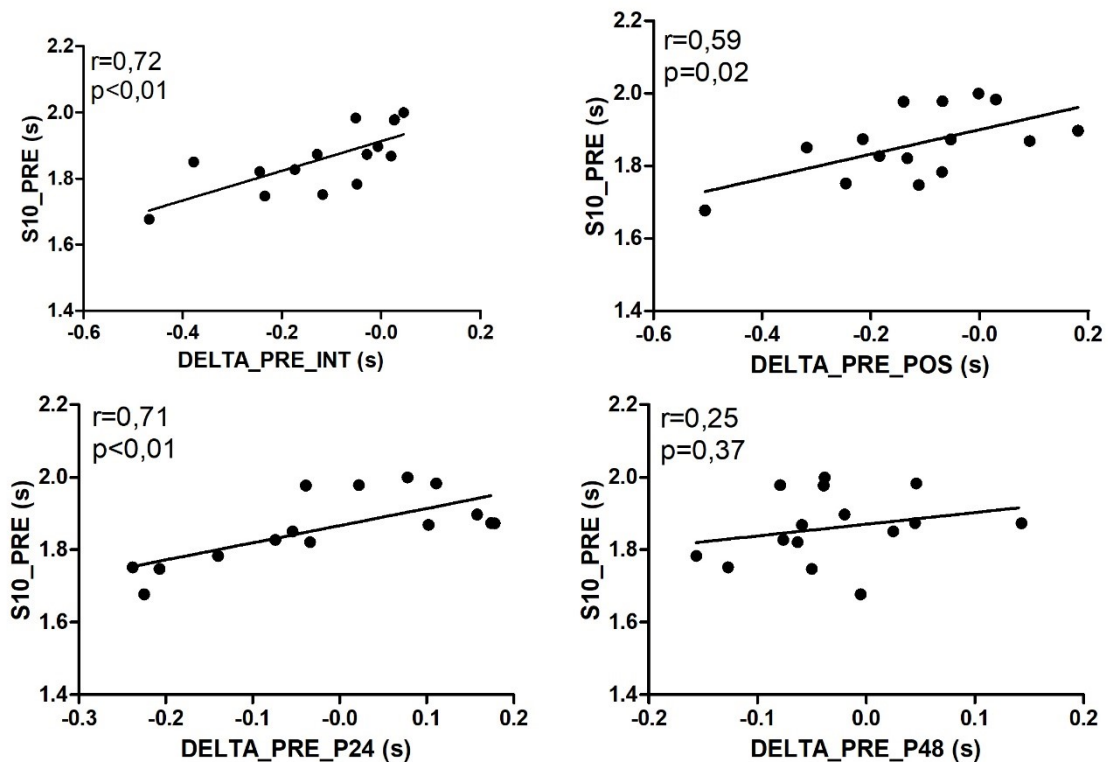 r=0,72
p<0,01
S10_PRE (s)
2.2
2.0
1.8
1.6
1.4
-0.6
-0.4
-0.2
-0.0
0.2
DELTA_PRE_INT (s)
r=0,59
p=0,02
S10_PRE (s)
2.2
2.0
1.8
1.6
1.4
-0.6
-0.4
-0.2
-0.0
0.2
DELTA_PRE_POS (s)
r=0,71
p<0,01
S10_PRE (s)
2.2
2.0
1.8
1.6
1.4
-0.3
-0.2
-0.1
-0.0
0.1
0.2
DELTA_PRE_P24 (s)
r=0,25
p=0,37
S10_PRE (s)
2.2
2.0
1.8
1.6
1.4
-0.2
-0.1
0.0
0.1
0.2
DELTA_PRE_P48 (s)